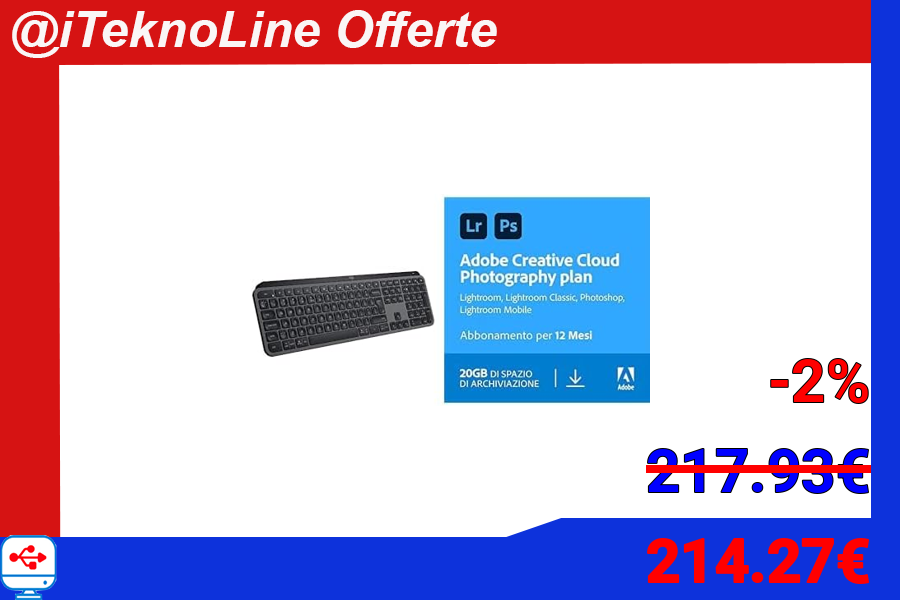 @iTeknoLine Offerte
Lr Ps
Adobe Creative Cloud
Photography plan
Lightroom, Lightroom Classic, Photoshop,
Lightroom Mobile
Abbonamento per 12 Mesi
20GB DI SPAZIO
DI ARCHIVIAZIONE
Adobe
-2%
217.93€
214.27€